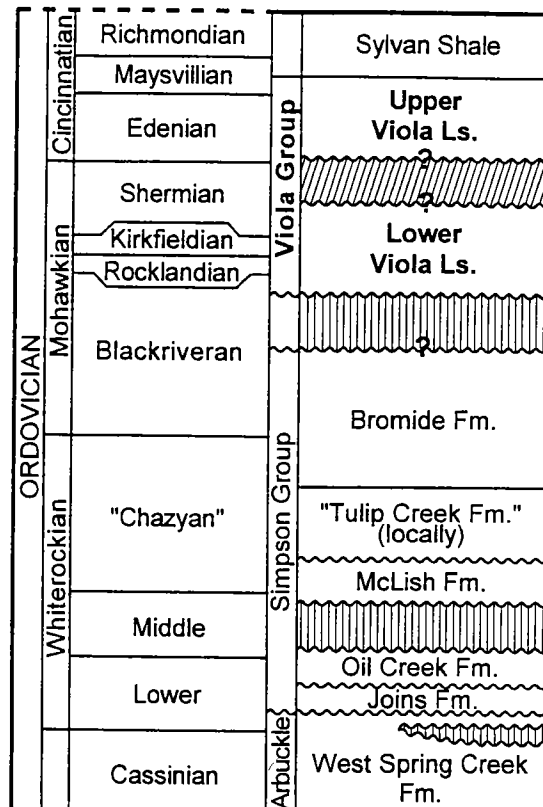 ORDOVICIAN
Cincinnatian
Mohawkian
Whiterockian
Richmondian
Maysvillian
Edenian
Shermian
Kirkfieldian
Rocklandian
Blackriveran
"Chazyan"
Middle
Lower
Cassinian
Viola Group
Simpson Group
Arbuckle
Sylvan Shale
Upper
Viola Ls.
?
?
Lower
Viola Ls.
?
Bromide Fm.
"Tulip Creek Fm."
(locally)
McLish Fm.
Oil Creek Fm.
Joins Fm.
West Spring Creek
Fm.